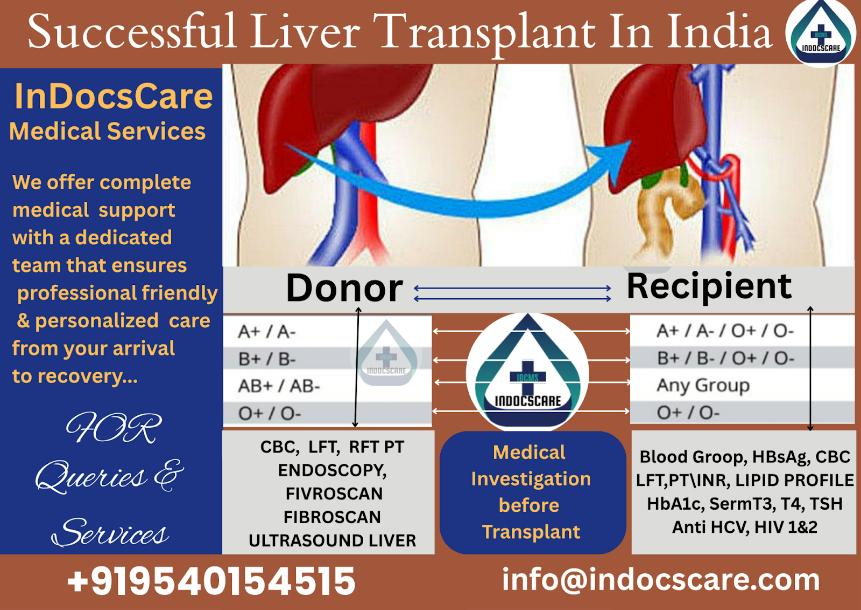 Successful Liver Transplant In India
INDOCSCARE
InDocsCare
Medical Services
We offer complete
medical support
with a dedicated
team that ensures
professional friendly
& personalized care
from your arrival
to recovery...
FOR
Queries &
Services
Donor
Recipient
A+ / A-
B+ / B-
AB+ / AB-
O+ / O-
INDOCSCARE
INCMS
INDOCSCARE
A+ / A- / O+ / O-
B+ / B- / O+ / O-
Any Group
O+ / O-
CBC, LFT, RFT PT
ENDOSCOPY,
FIVROSCAN
FIBROSCAN
ULTRASOUND LIVER
Medical
Investigation
before
Transplant
Blood Groop, HBsAg, CBC
LFT,PT\INR, LIPID PROFILE
HbA1c, SermT3, T4, TSH
Anti HCV, HIV 1&2
+919540154515
info@indocscare.com